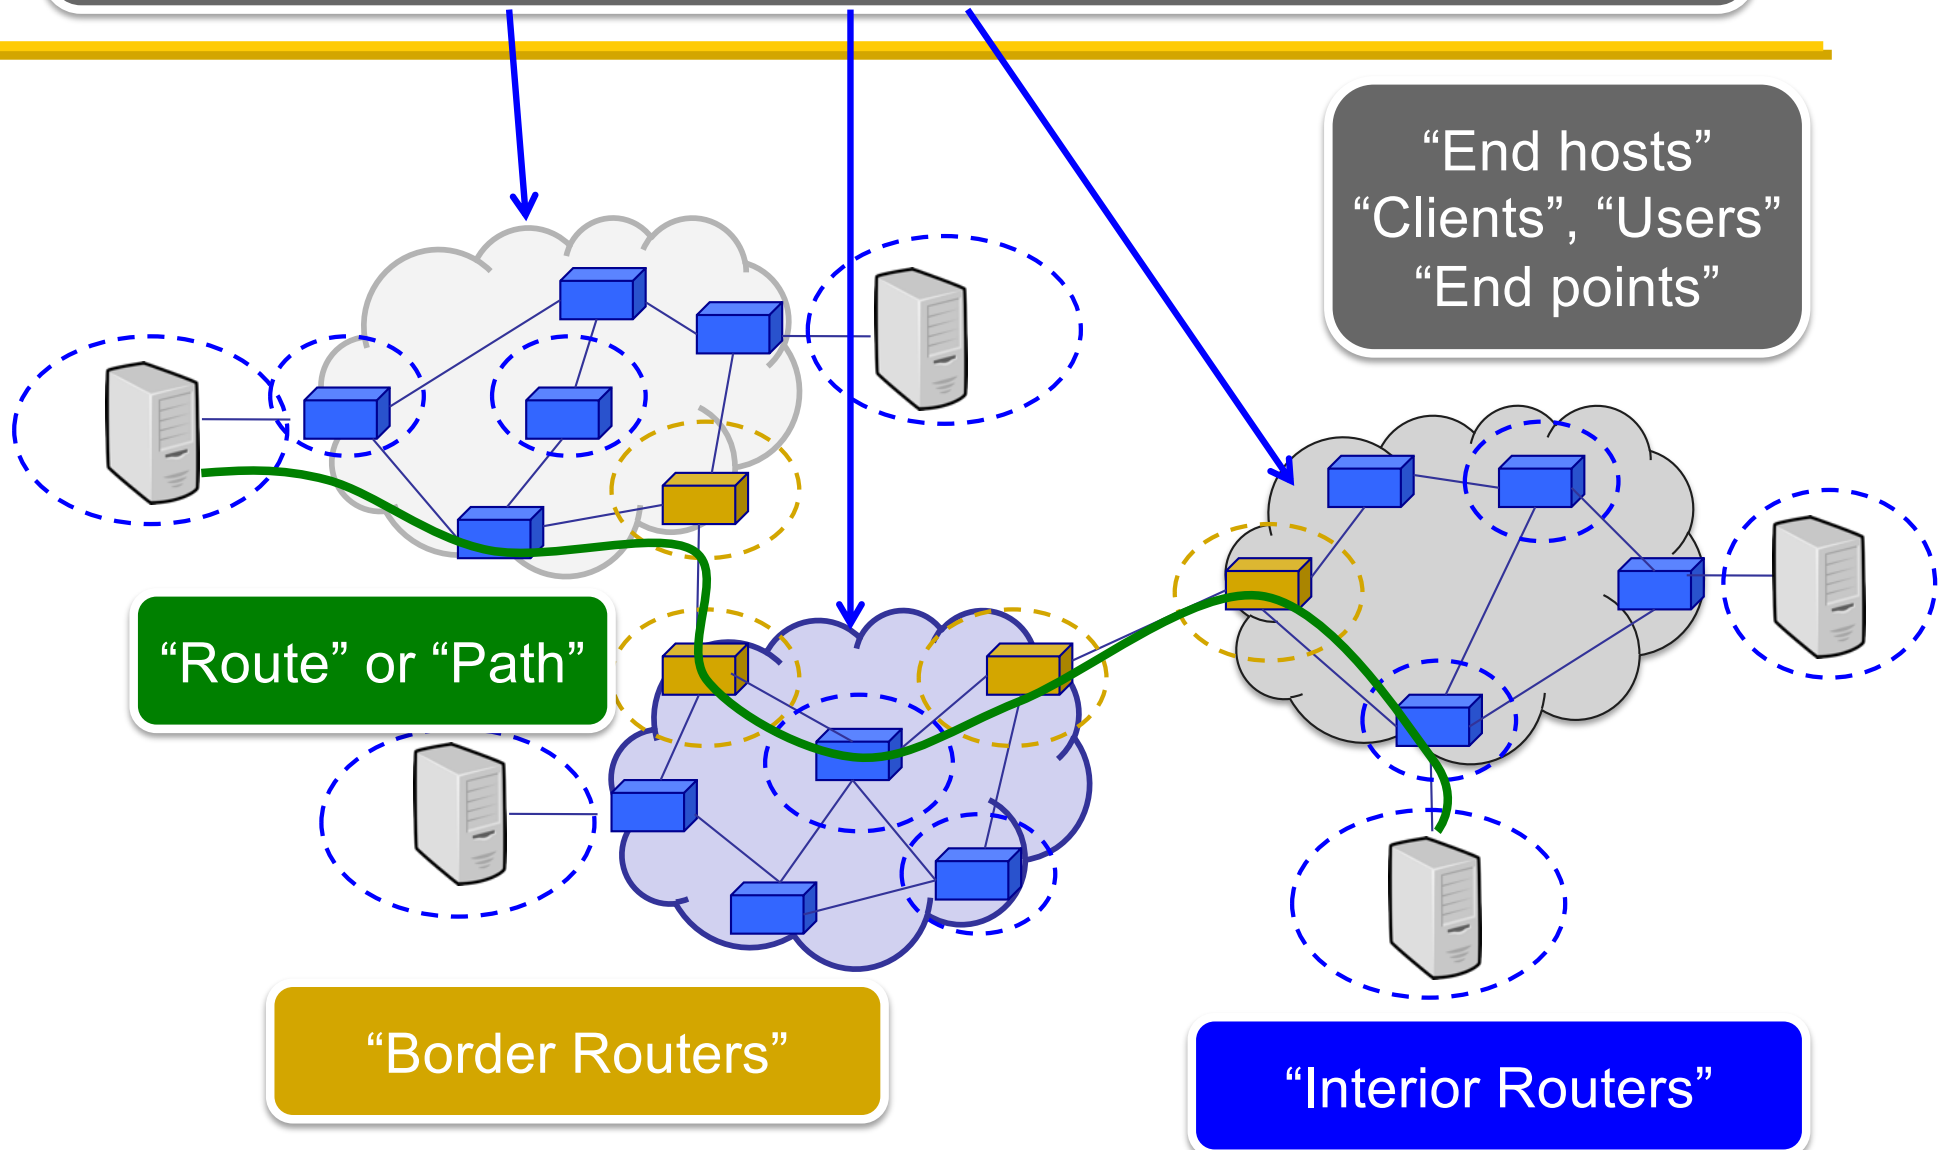 “End hosts”
“Clients”, “Users”
“End points”
“Route” or “Path”
“Border Routers”
“Interior Routers”